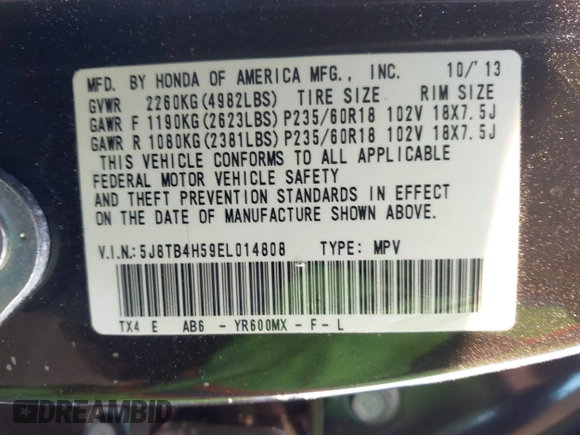 MFD. BY HONDA OF AMERICA MFG., INC. 10/'13
GVWR 2260KG(4982LBS) TIRE SIZE RIM SIZE
GAWR F 1190KG(2623LBS) P235/60R18 102V 18X7.5J
GAWR R 1080KG(2381LBS) P235/60R18 102V 18X7.5J
THIS VEHICLE CONFORMS TO ALL APPLICABLE
FEDERAL MOTOR VEHICLE SAFETY
AND THEFT PREVENTION STANDARDS IN EFFECT
ON THE DATE OF MANUFACTURE SHOWN ABOVE.
V.I.N.:5J8TB4H59EL014808 TYPE: MPV
TX4 E AB6 - YR600MX - F - L
DREAMBID